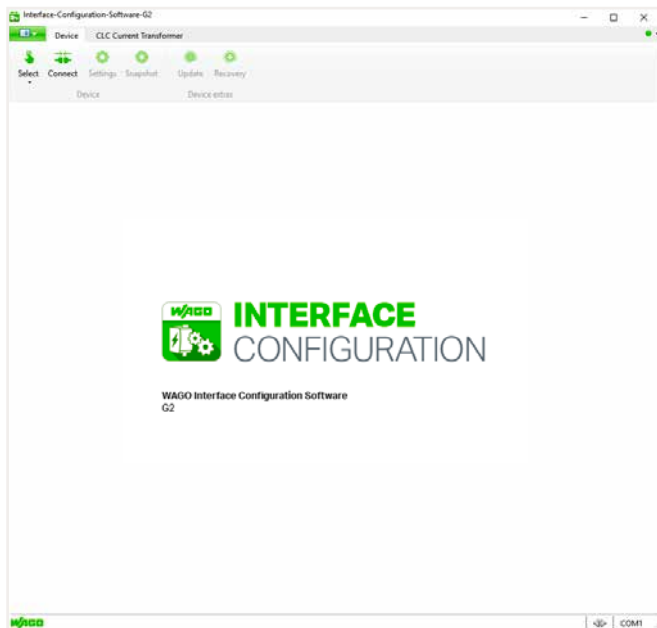 Interface-Configuration-Software-G2
Device CLC Current Transformer
Select Connect Settings Snapshot Update Recovery
Device Device extras
WAGO INTERFACE
CONFIGURATION
WAGO Interface Configuration Software
G2
WAGO COM1